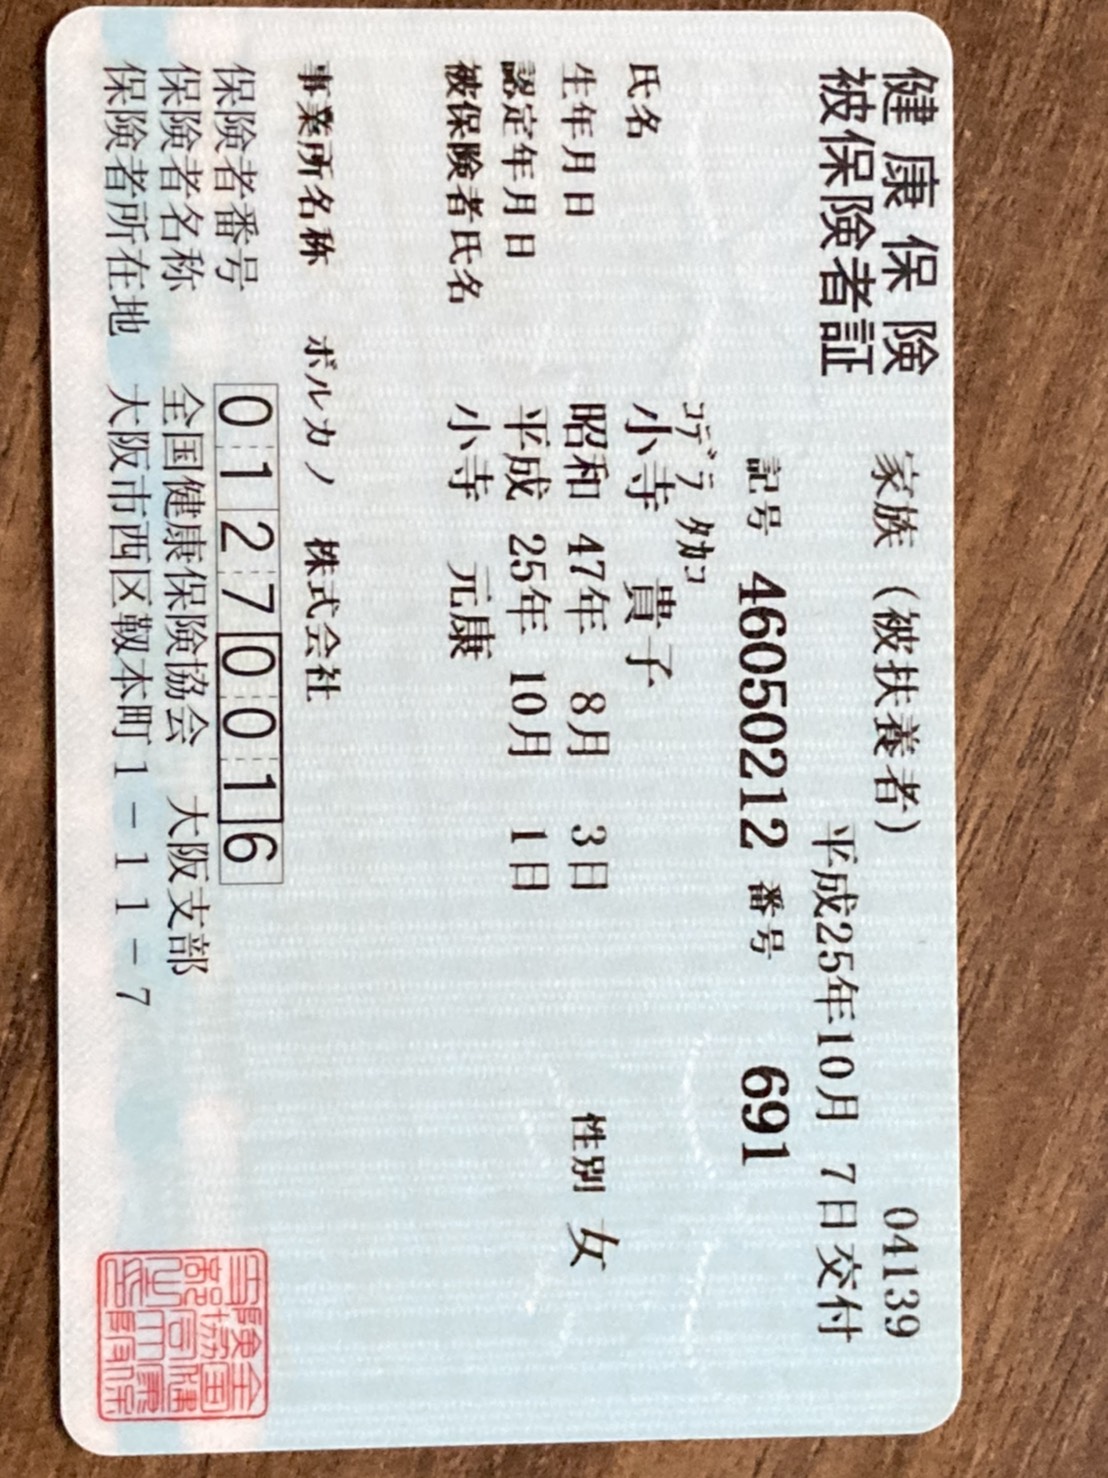 健康保険
被保険者証
家族（被扶養者）
04139
平成25年10月 7日交付
記号 46050212 番号 691
ｺﾃﾞﾗ ﾀｶｺ
氏名 小寺 貴子
生年月日 昭和 47年 8月 3日 性別 女
認定年月日 平成 25年 10月 1日
被保険者氏名 小寺 元康
事業所名称 ボルカノ 株式会社
保険者番号 01270016
保険者名称 全国健康保険協会 大阪支部
保険者所在地 大阪市西区靱本町1-11-7